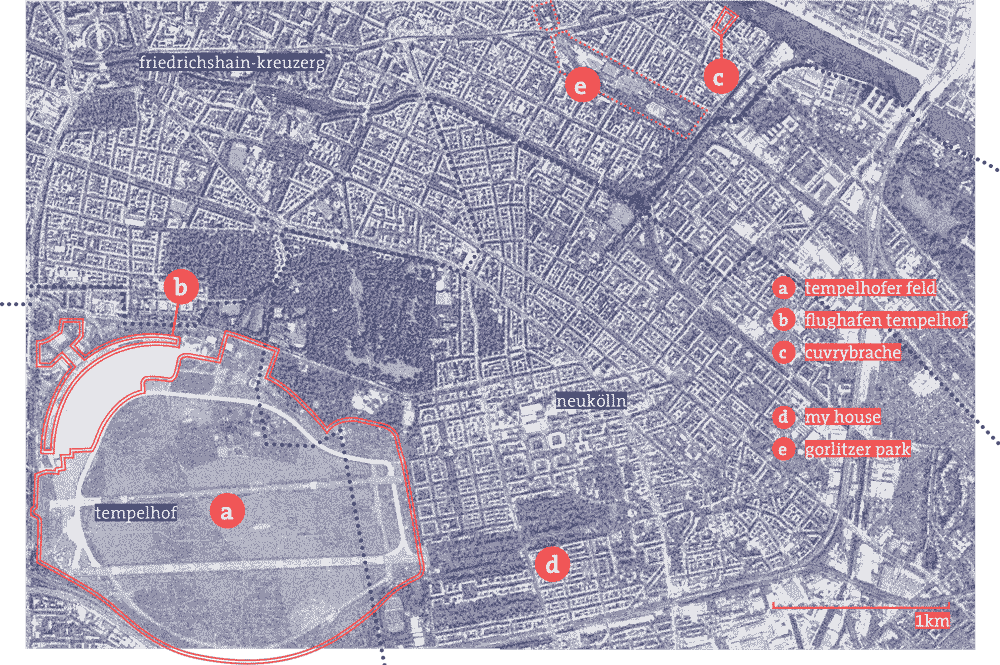 friedrichshain-kreuzerg
e
c
b
a tempelhofer feld
b flughafen tempelhof
c cuvrybrache
neukölln
d my house
e gorlitzer park
tempelhof
a
d
1km